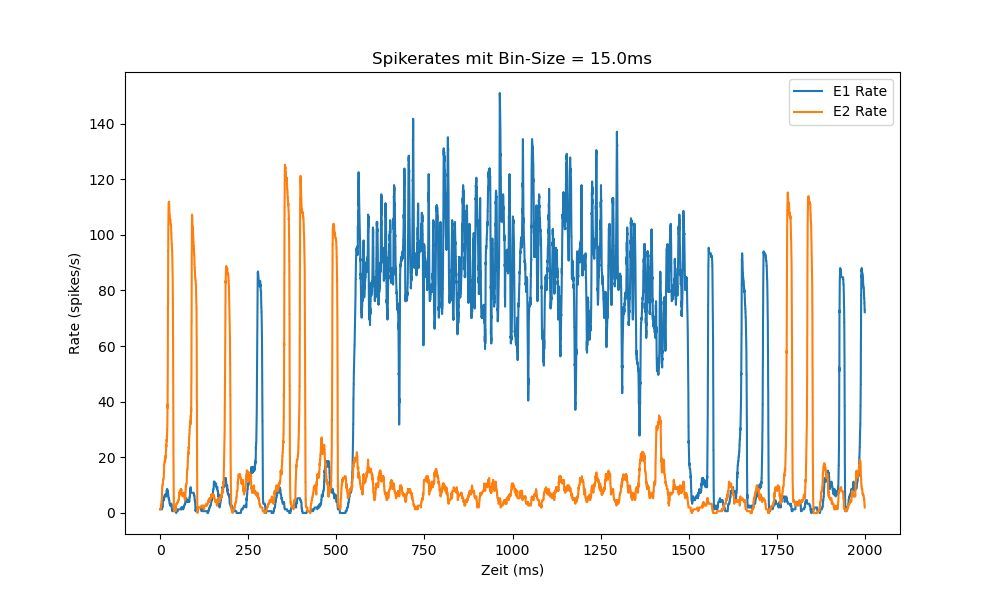 Spikerates mit Bin-Size = 15.0ms
E1 Rate
E2 Rate
Rate (spikes/s)
140
120
100
80
60
40
20
0
0 250 500 750 1000 1250 1500 1750 2000
Zeit (ms)